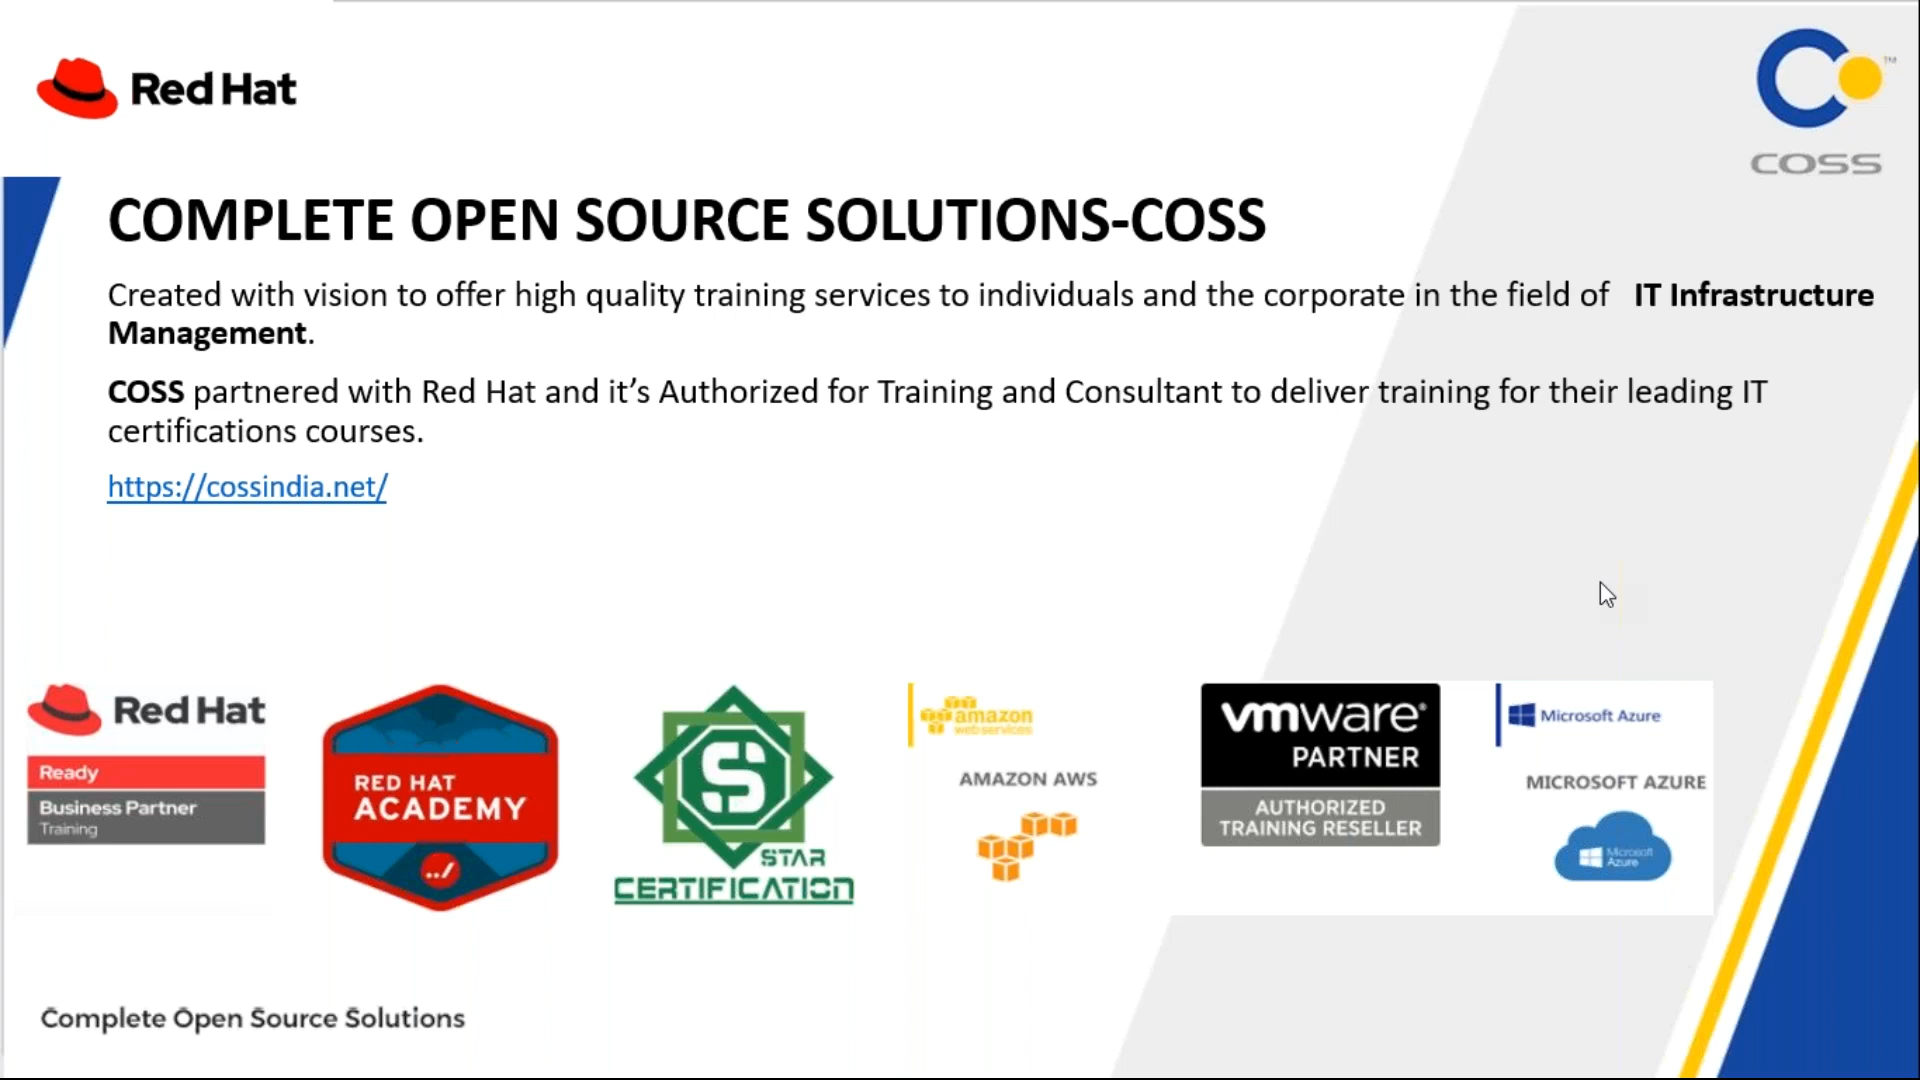 Red Hat
TM
COSS
COMPLETE OPEN SOURCE SOLUTIONS-COSS
Created with vision to offer high quality training services to individuals and the corporate in the field of IT Infrastructure
Management.
COSS partnered with Red Hat and it’s Authorized for Training and Consultant to deliver training for their leading IT
certifications courses.
https://cossindia.net/
Red Hat
Ready
Business Partner
Training
RED HAT
ACADEMY
../
S
STAR
CERTIFICATION
amazon
webservices
AMAZON AWS
vmware®
PARTNER
AUTHORIZED
TRAINING RESELLER
Microsoft Azure
MICROSOFT AZURE
Microsoft
Azure
Complete Open Source Solutions